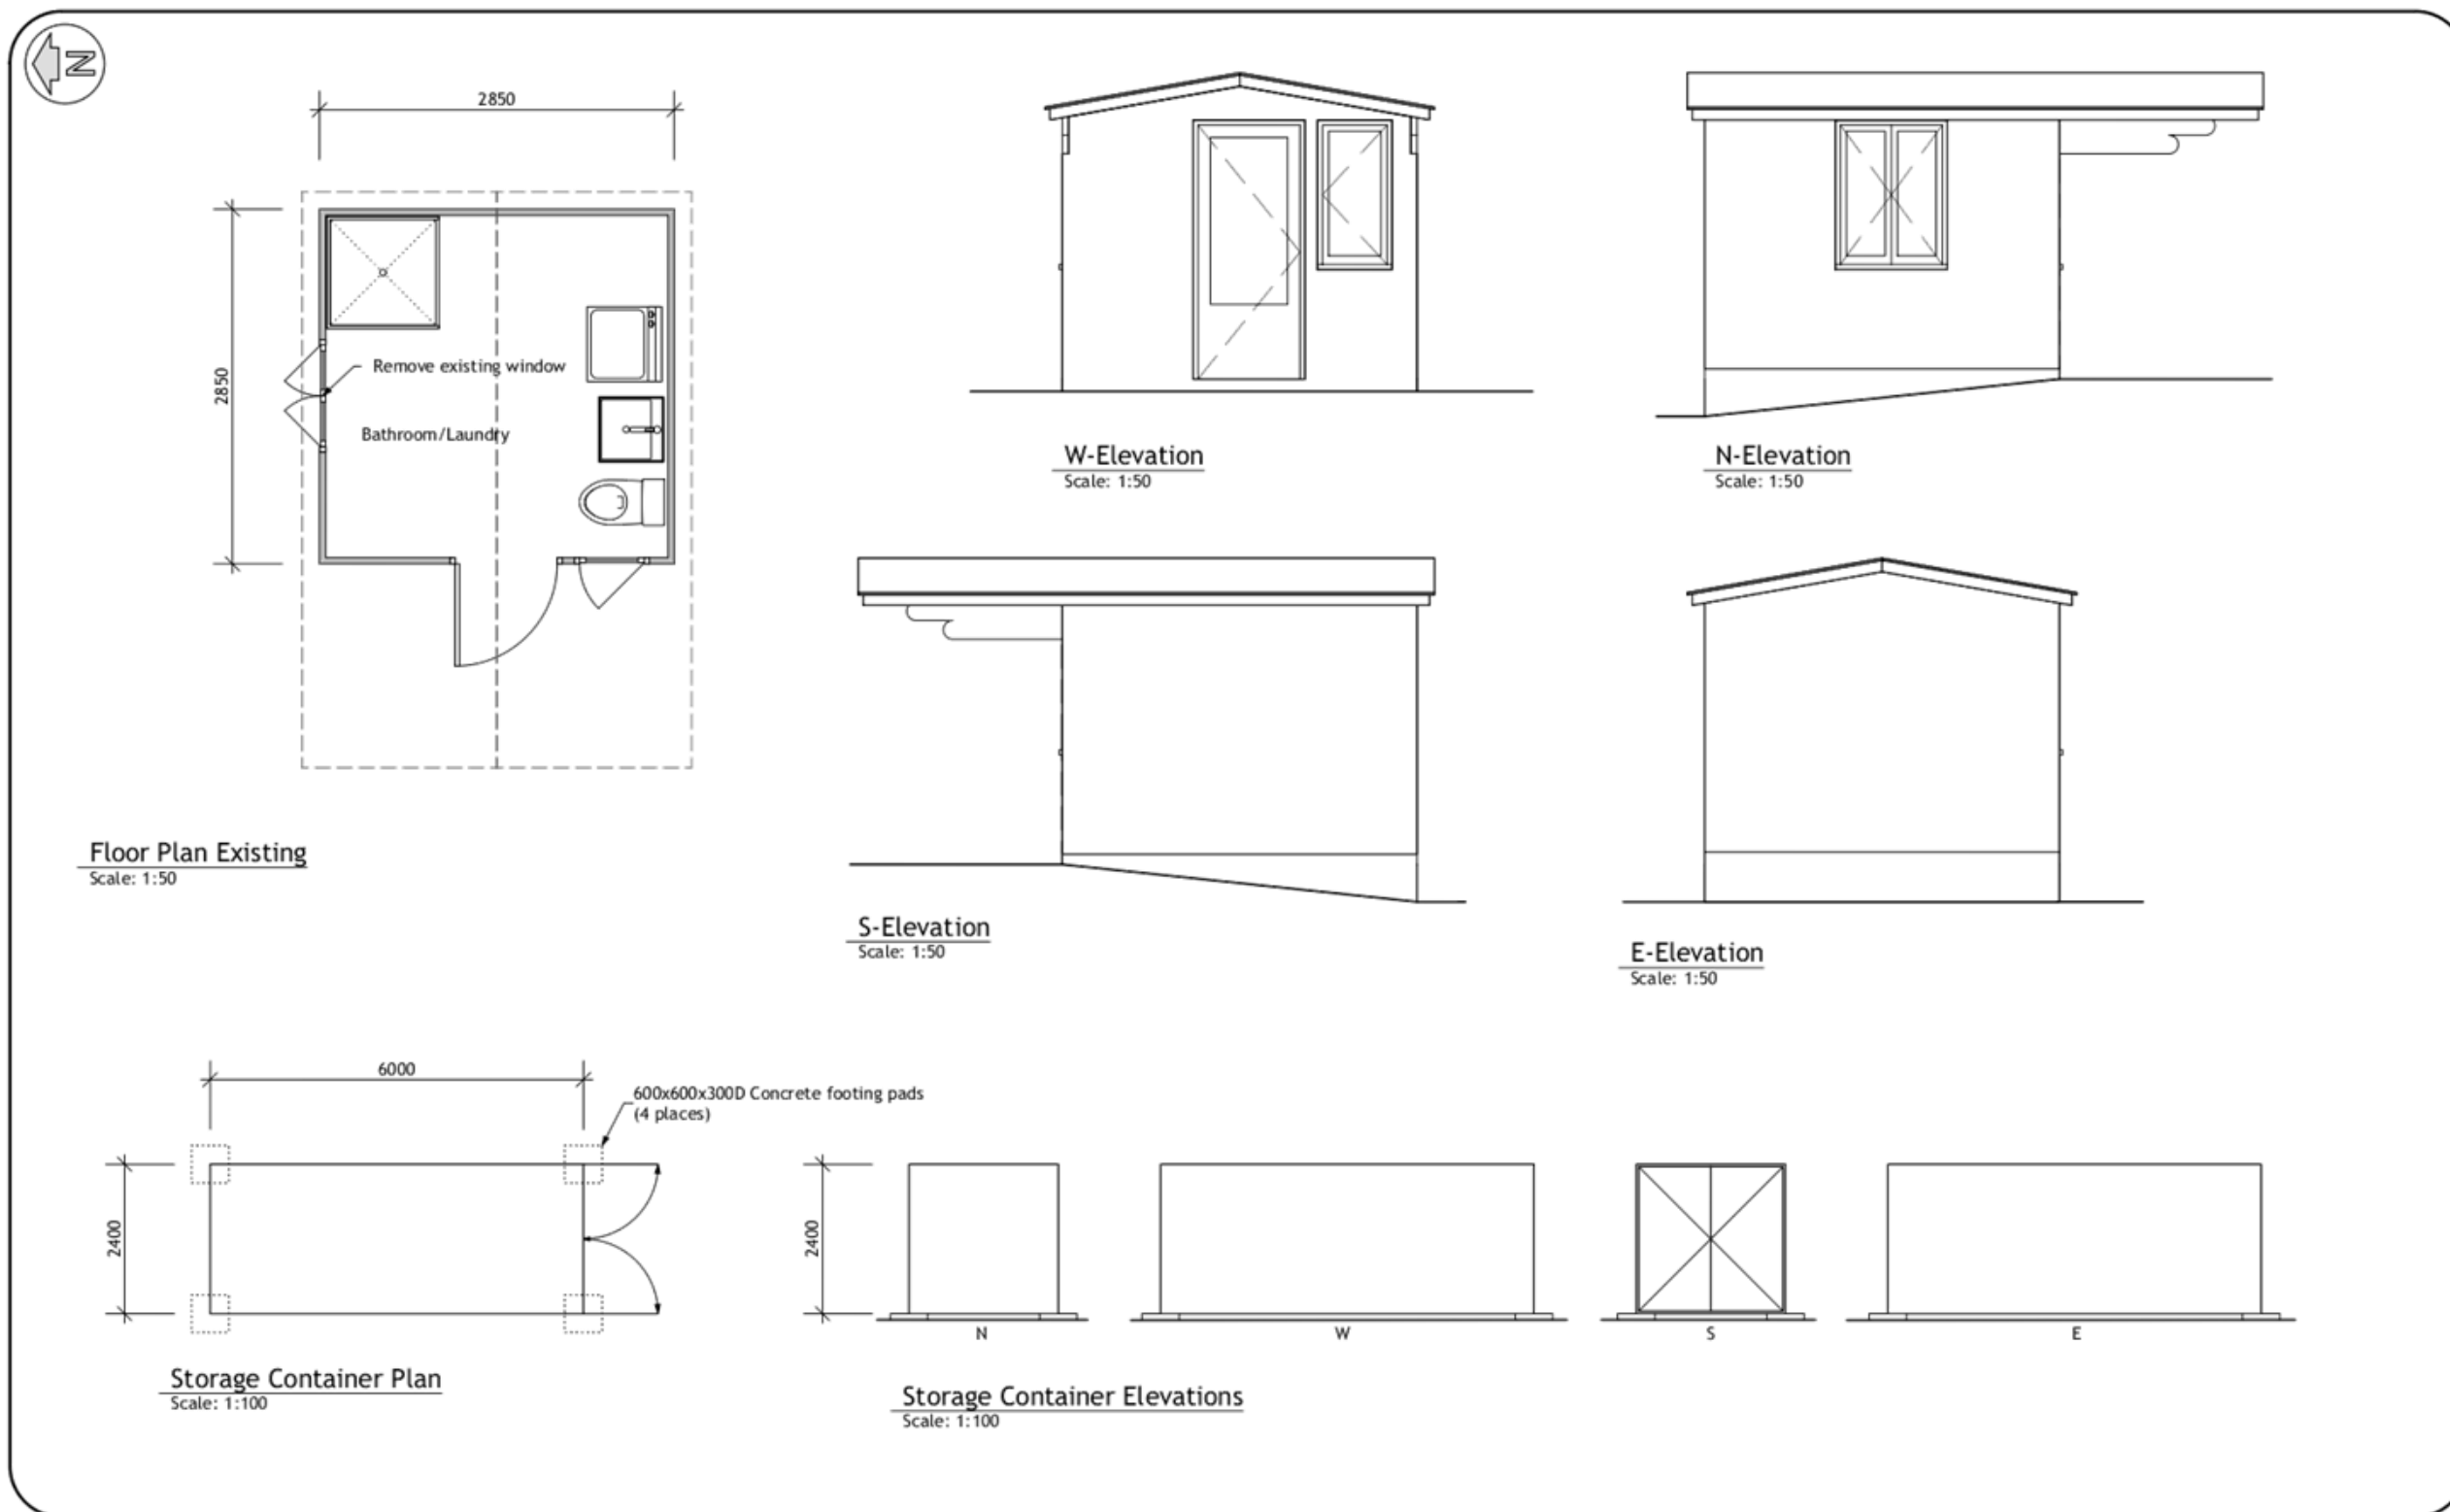 N
2850
2850
Remove existing window
Bathroom/Laundry
Floor Plan Existing
Scale: 1:50
W-Elevation
Scale: 1:50
N-Elevation
Scale: 1:50
S-Elevation
Scale: 1:50
E-Elevation
Scale: 1:50
6000
600x600x300D Concrete footing pads
(4 places)
2400
Storage Container Plan
Scale: 1:100
2400
N
W
S
E
Storage Container Elevations
Scale: 1:100